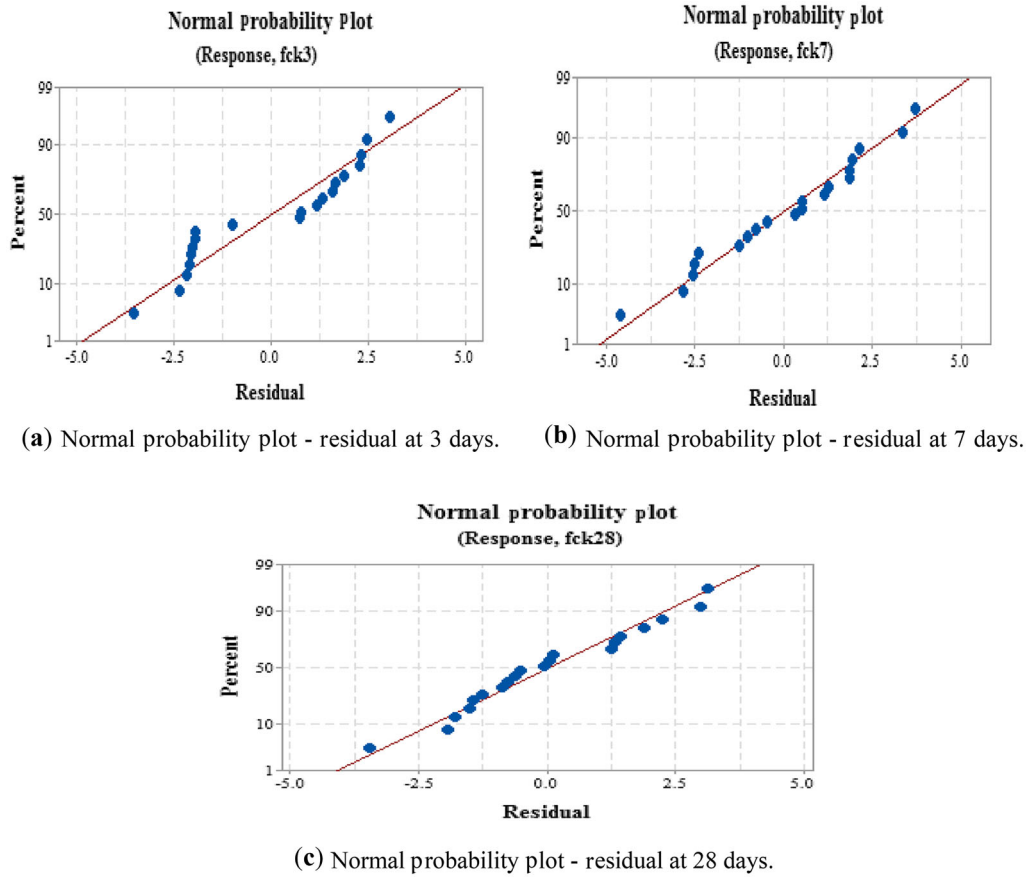 Normal probability plot
(Response, fck3)
99
90
50
10
1
Percent
-5.0 -2.5 0.0 2.5 5.0
Residual
(a) Normal probability plot - residual at 3 days.
Normal probability plot
(Response, fck7)
99
90
50
10
1
Percent
-5.0 -2.5 0.0 2.5 5.0
Residual
(b) Normal probability plot - residual at 7 days.
Normal probability plot
(Response, fck28)
99
90
50
10
1
Percent
-5.0 -2.5 0.0 2.5 5.0
Residual
(c) Normal probability plot - residual at 28 days.